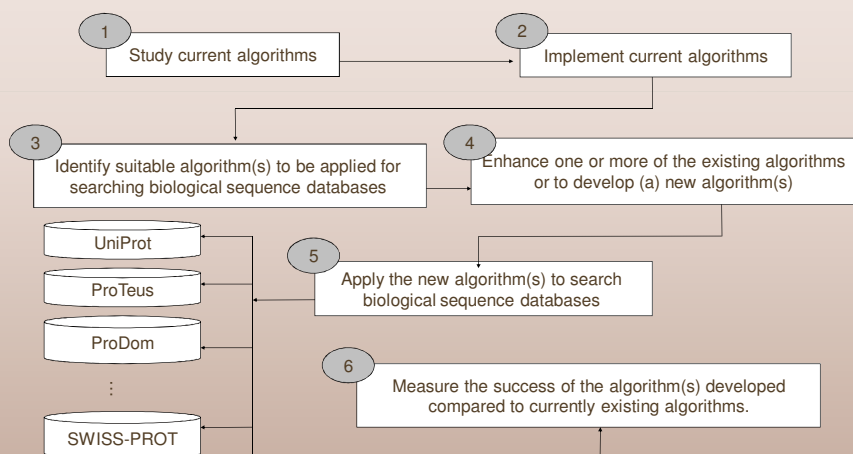 1
Study current algorithms
2
Implement current algorithms
3
Identify suitable algorithm(s) to be applied for
searching biological sequence databases
4
Enhance one or more of the existing algorithms
or to develop (a) new algorithm(s)
UniProt
ProTeus
ProDom
⋮
SWISS-PROT
5
Apply the new algorithm(s) to search
biological sequence databases
6
Measure the success of the algorithm(s) developed
compared to currently existing algorithms.